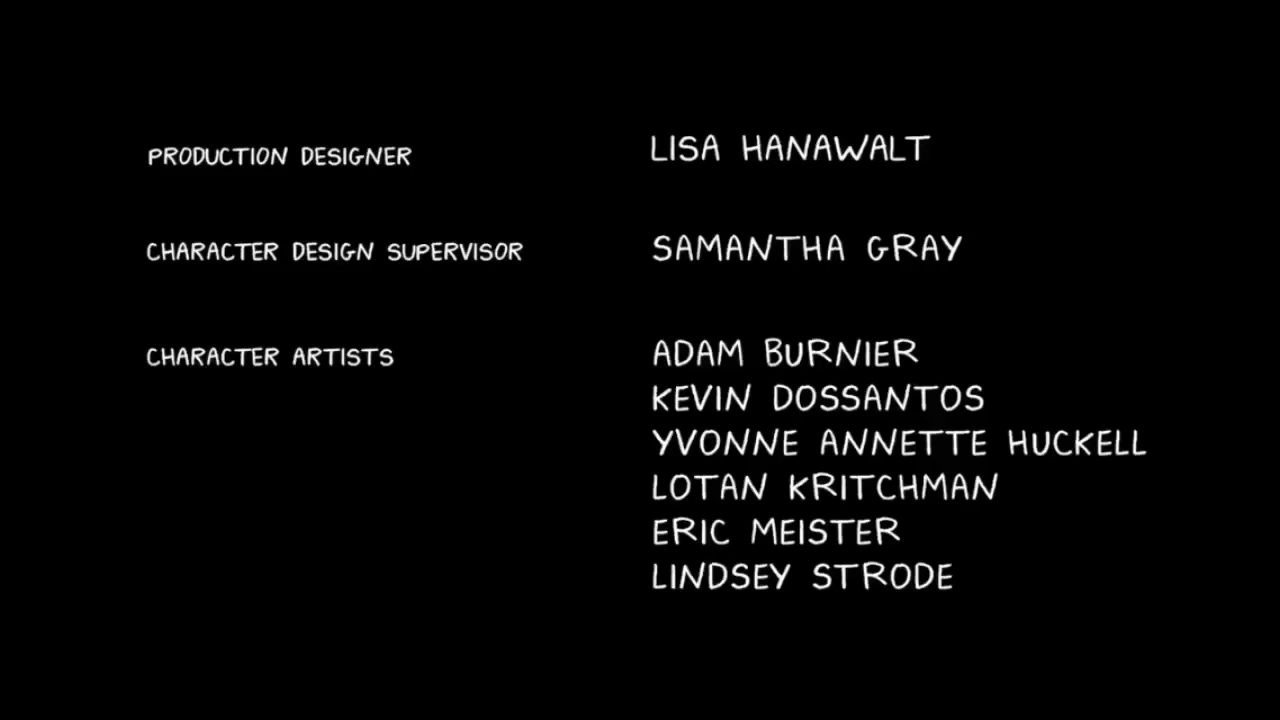 PRODUCTION DESIGNER LISA HANAWALT
CHARACTER DESIGN SUPERVISOR SAMANTHA GRAY
CHARACTER ARTISTS ADAM BURNIER
KEVIN DOSSANTOS
YVONNE ANNETTE HUCKELL
LOTAN KRITCHMAN
ERIC MEISTER
LINDSEY STRODE